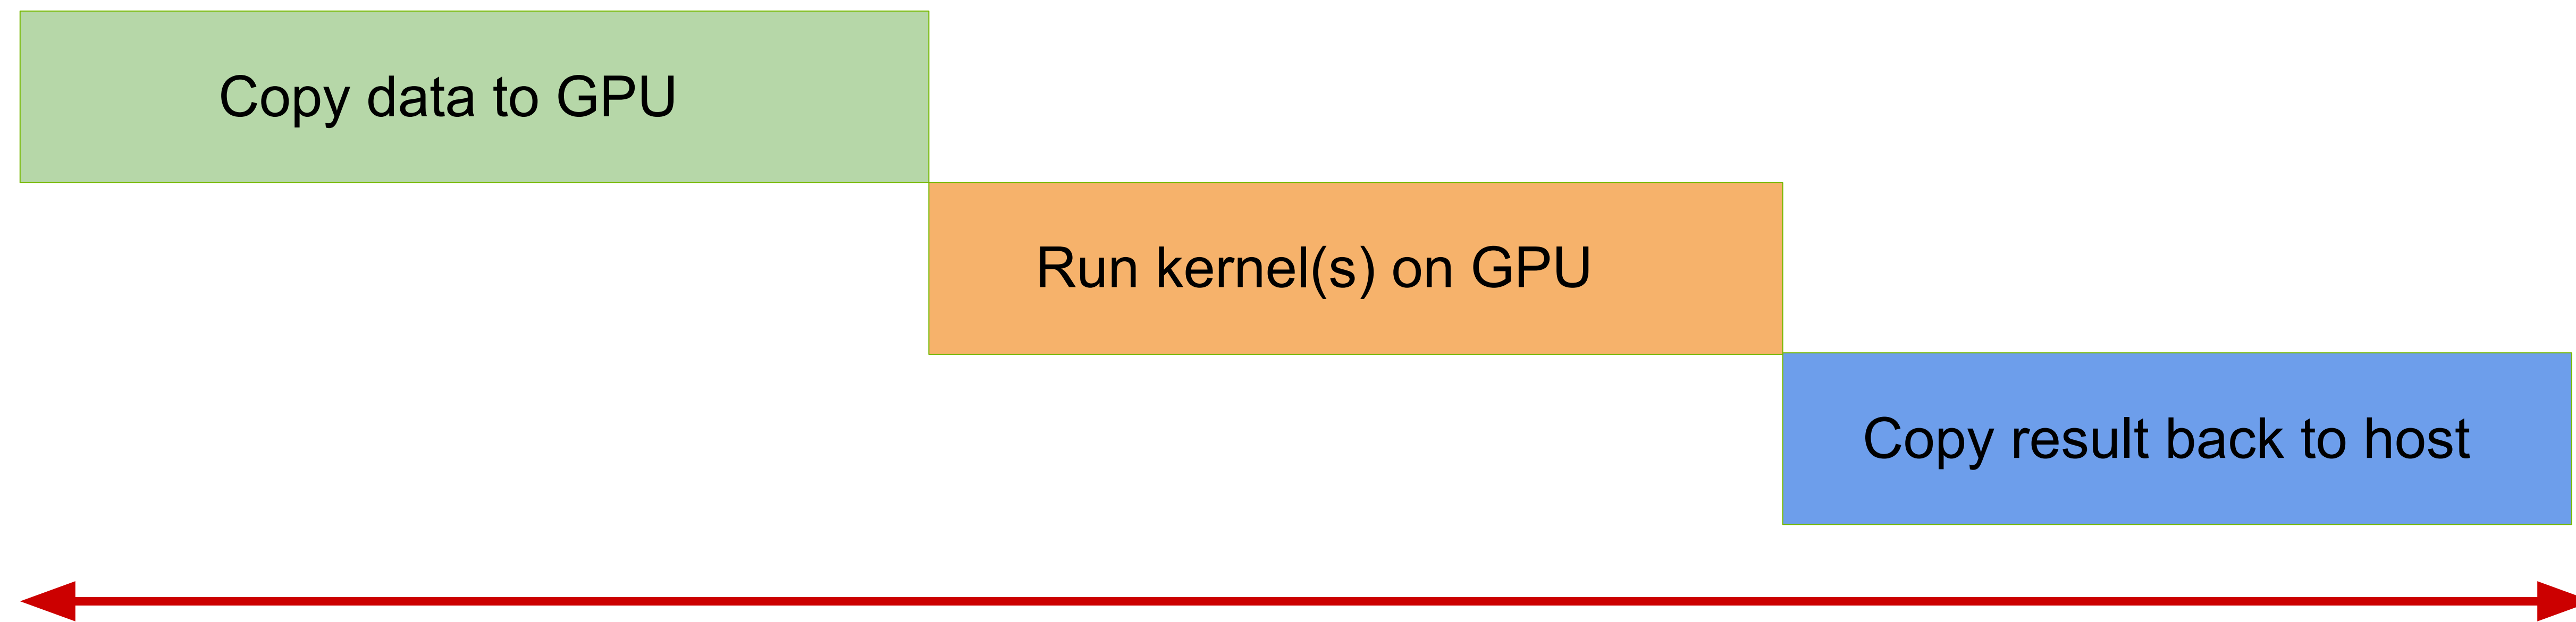 Copy data to GPU
Run kernel(s) on GPU
Copy result back to host